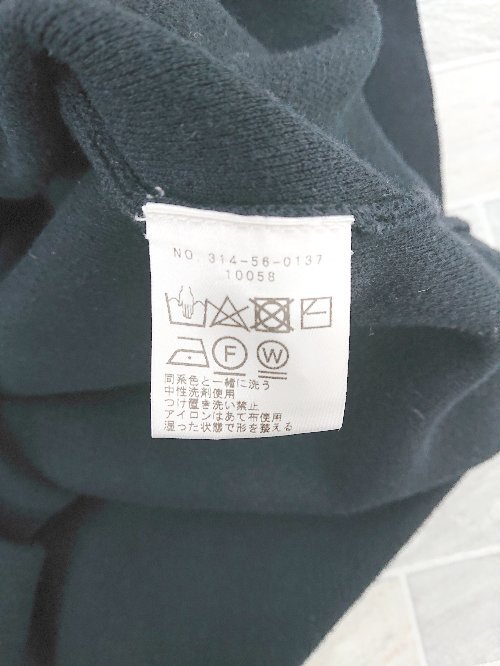 NO. 314-56-0137
10058
F W
同系色と一緒に洗う
中性洗剤使用
つけ置き洗い禁止
アイロンはあて布使用
湿った状態で形を整える